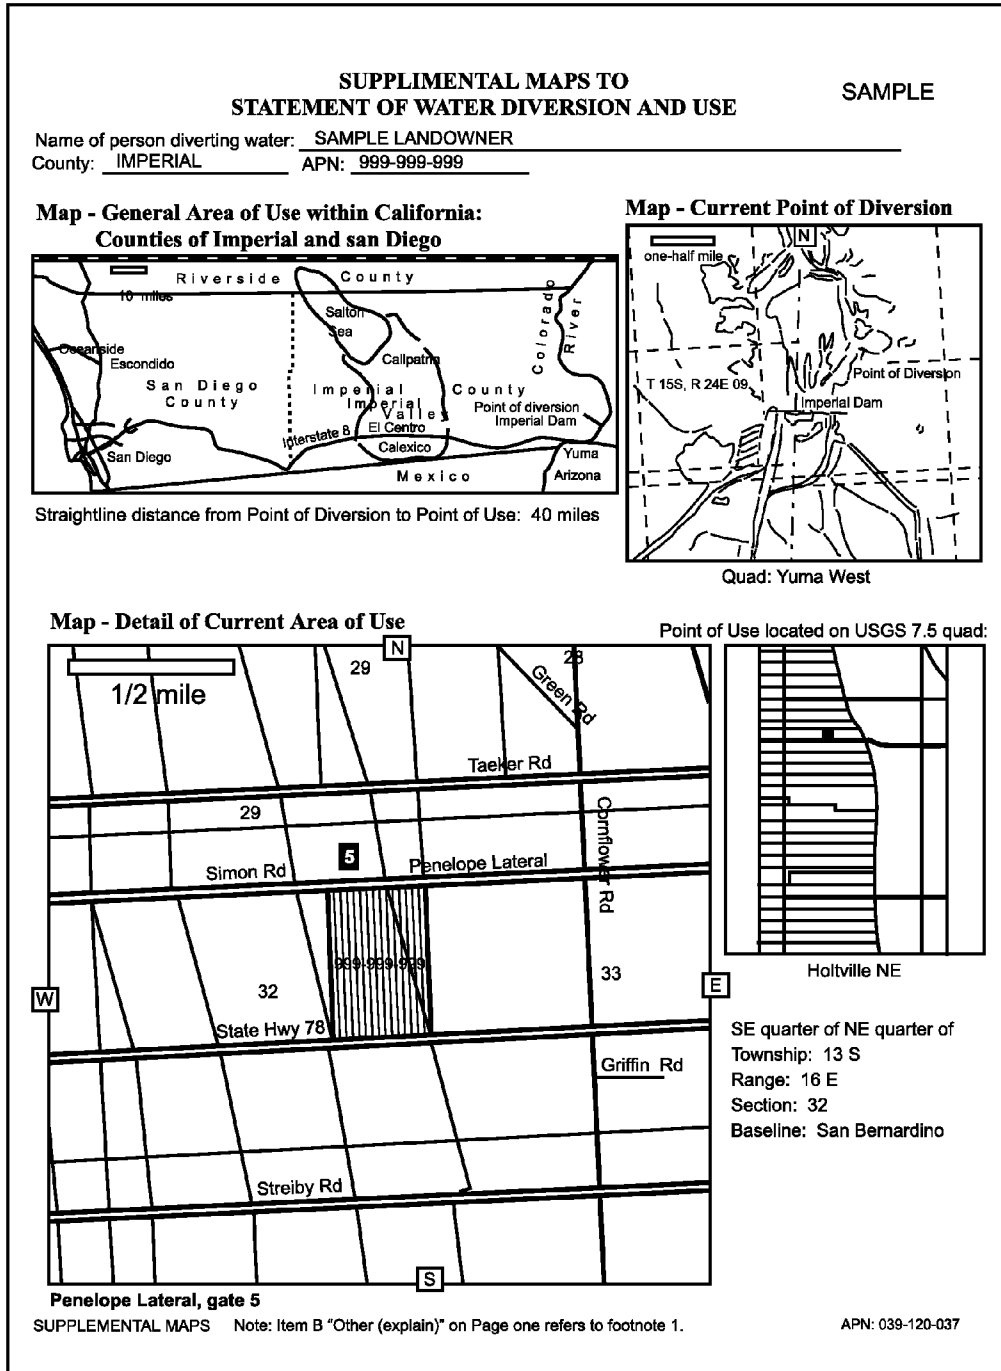 SUPPLIMENTAL MAPS TO
STATEMENT OF WATER DIVERSION AND USE
SAMPLE
Name of person diverting water: SAMPLE LANDOWNER
County: IMPERIAL APN: 999-999-999
Map - General Area of Use within California:
Counties of Imperial and san Diego
10 miles
Riverside County
Salton
Sea
Colorado
River
Oceanside
Escondido
Calipatria
San Diego
County
Imperial County
Imperial
Valley
Point of diversion
Imperial Dam
El Centro
Interstate 8
Calexico
San Diego
Yuma
Mexico
Arizona
Straightline distance from Point of Diversion to Point of Use: 40 miles
Map - Current Point of Diversion
N
one-half mile
Point of Diversion
T 15S, R 24E 09
Imperial Dam
Quad: Yuma West
Map - Detail of Current Area of Use
N
1/2 mile
29
28
Green Rd
Taeker Rd
29
Cornflower Rd
5
Simon Rd
Penelope Lateral
999-999-999
32
33
W
E
State Hwy 78
Griffin Rd
Streiby Rd
S
Penelope Lateral, gate 5
Point of Use located on USGS 7.5 quad:
Holtville NE
SE quarter of NE quarter of
Township: 13 S
Range: 16 E
Section: 32
Baseline: San Bernardino
SUPPLEMENTAL MAPS Note: Item B "Other (explain)" on Page one refers to footnote 1.
APN: 039-120-037